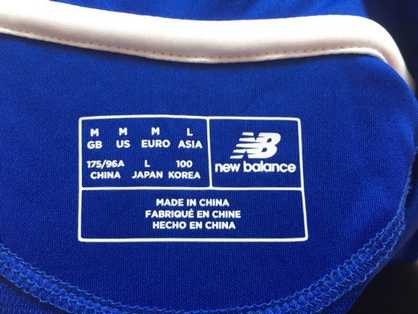 M M M L
GB US EURO ASIA
175/96A L 100
CHINA JAPAN KOREA
NB
new balance
MADE IN CHINA
FABRIQUÉ EN CHINE
HECHO EN CHINA